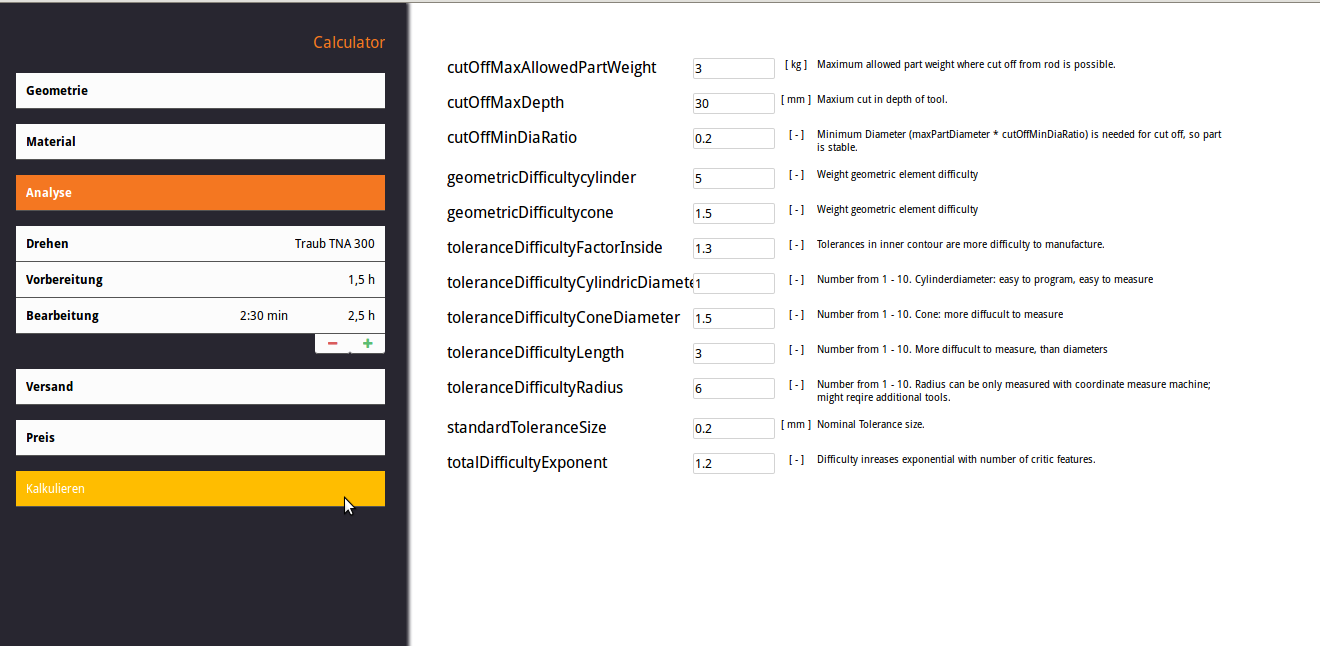 Calculator
Geometrie
Material
Analyse
Drehen Traub TNA 300
Vorbereitung 1,5 h
Bearbeitung 2:30 min 2,5 h
− +
Versand
Preis
Kalkulieren
cutOffMaxAllowedPartWeight 3 [ kg ] Maximum allowed part weight where cut off from rod is possible.
cutOffMaxDepth 30 [ mm ] Maxium cut in depth of tool.
cutOffMinDiaRatio 0.2 [ - ] Minimum Diameter (maxPartDiameter * cutOffMinDiaRatio) is needed for cut off, so part
is stable.
geometricDifficultycylinder 5 [ - ] Weight geometric element difficulty
geometricDifficultycone 1.5 [ - ] Weight geometric element difficulty
toleranceDifficultyFactorInside 1.3 [ - ] Tolerances in inner contour are more difficulty to manufacture.
toleranceDifficultyCylindricDiamete 1 [ - ] Number from 1 - 10. Cylinderdiameter: easy to program, easy to measure
toleranceDifficultyConeDiameter 1.5 [ - ] Number from 1 - 10. Cone: more diffucult to measure
toleranceDifficultyLength 3 [ - ] Number from 1 - 10. More diffucult to measure, than diameters
toleranceDifficultyRadius 6 [ - ] Number from 1 - 10. Radius can be only measured with coordinate measure machine;
might reqire additional tools.
standardToleranceSize 0.2 [ mm ] Nominal Tolerance size.
totalDifficultyExponent 1.2 [ - ] Difficulty inreases exponential with number of critic features.